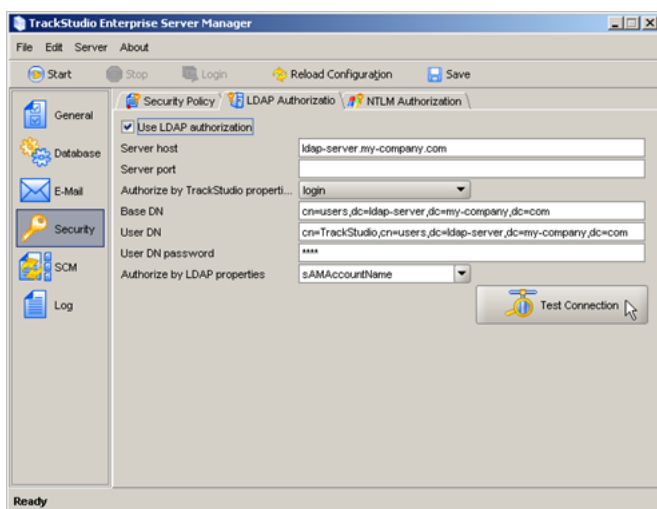 TrackStudio Enterprise Server Manager
File Edit Server About
Start Stop Login Reload Configuration Save
General
Database
E-Mail
Security
SCM
Log
Security Policy LDAP Authorizatio NTLM Authorization
Use LDAP authorization
Server host ldap-server.my-company.com
Server port
Authorize by TrackStudio properti... login
Base DN cn=users,dc=ldap-server,dc=my-company,dc=com
User DN cn=TrackStudio,cn=users,dc=ldap-server,dc=my-company,dc=com
User DN password ****
Authorize by LDAP properties sAMAccountName
Test Connection
Ready